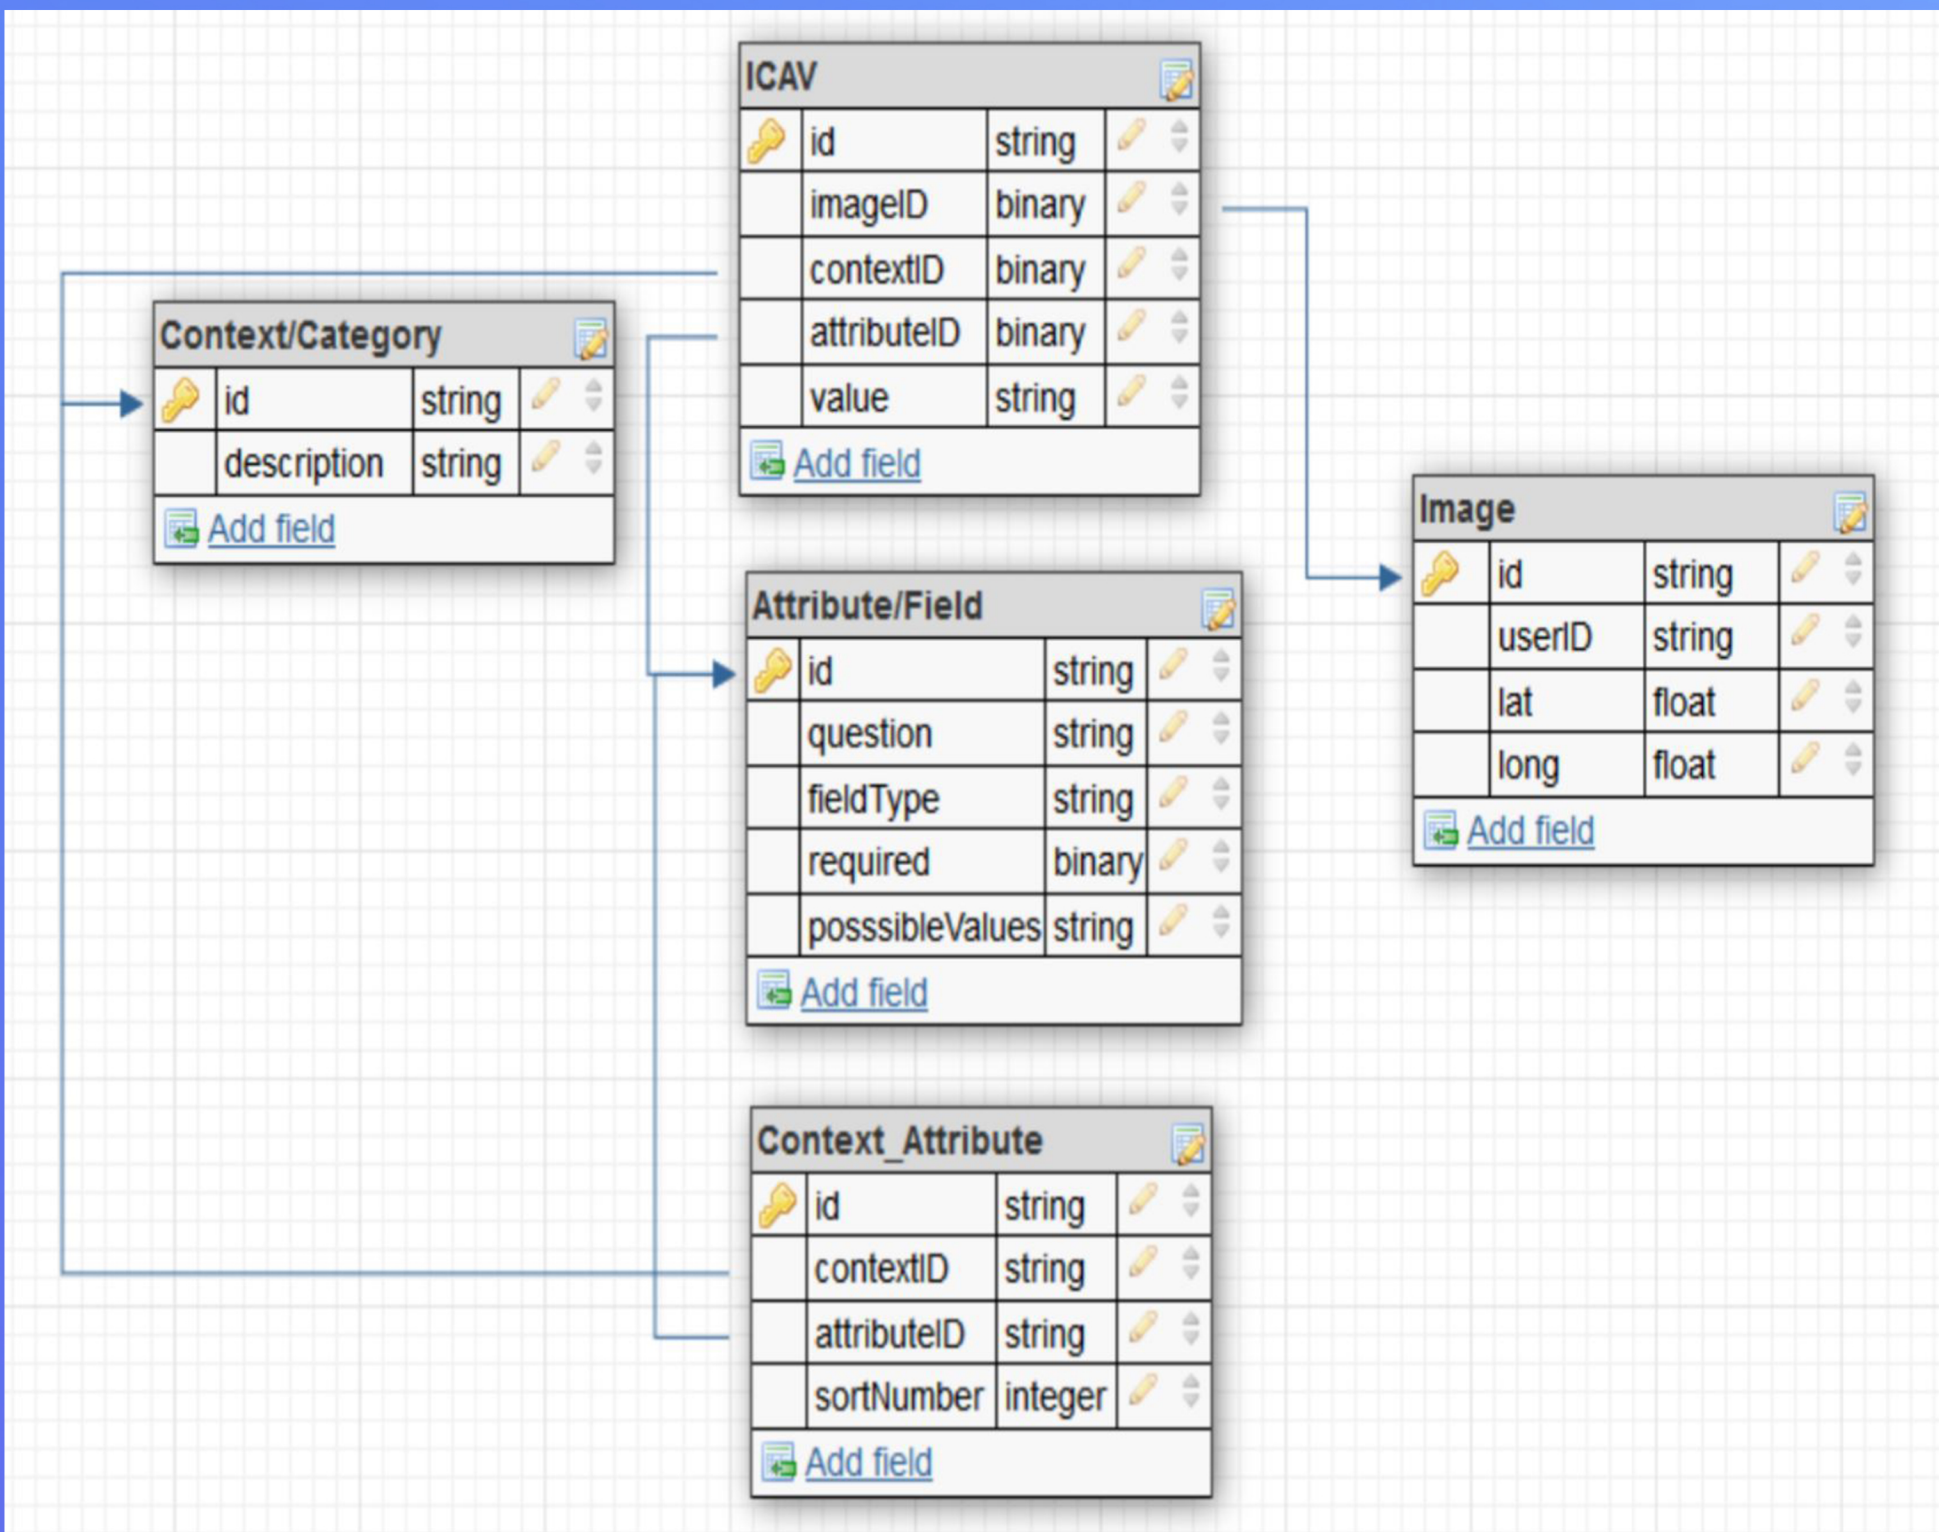 ICAV
id string
imageID binary
contextID binary
attributeID binary
value string
Add field
Context/Category
id string
description string
Add field
Attribute/Field
id string
question string
fieldType string
required binary
posssibleValues string
Add field
Image
id string
userID string
lat float
long float
Add field
Context_Attribute
id string
contextID string
attributeID string
sortNumber integer
Add field